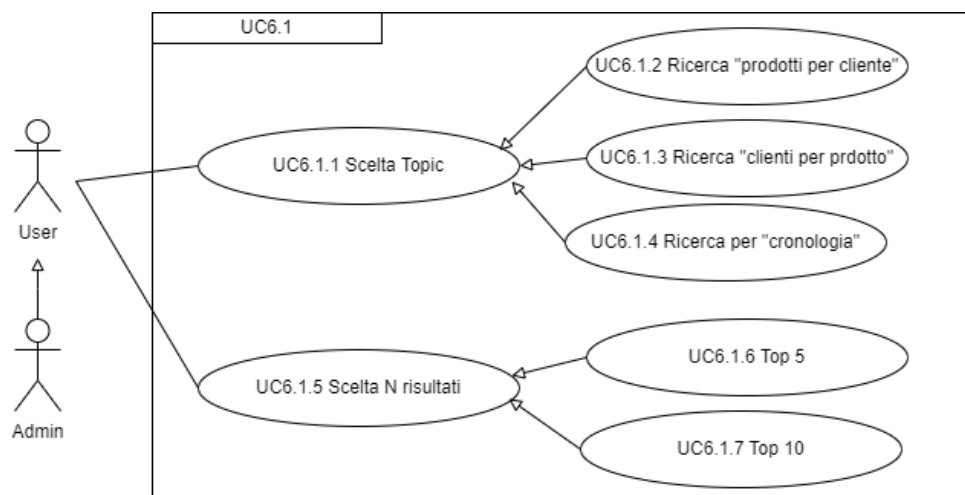 UC6.1
UC6.1.2 Ricerca "prodotti per cliente"
UC6.1.1 Scelta Topic
UC6.1.3 Ricerca "clienti per prdotto"
User
UC6.1.4 Ricerca per "cronologia"
UC6.1.6 Top 5
UC6.1.5 Scelta N risultati
Admin
UC6.1.7 Top 10